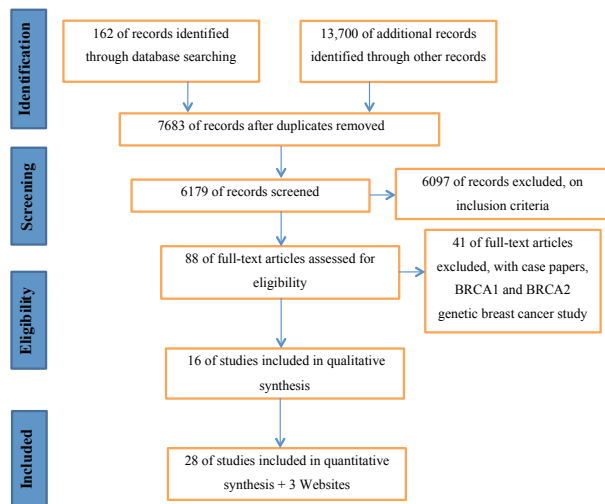 Identification
162 of records identified
through database searching
13,700 of additional records
identified through other records
7683 of records after duplicates removed
Screening
6179 of records screened
6097 of records excluded, on
inclusion criteria
Eligibility
88 of full-text articles assessed for
eligibility
41 of full-text articles
excluded, with case papers,
BRCA1 and BRCA2
genetic breast cancer study
16 of studies included in qualitative
synthesis
Included
28 of studies included in quantitative
synthesis + 3 Websites